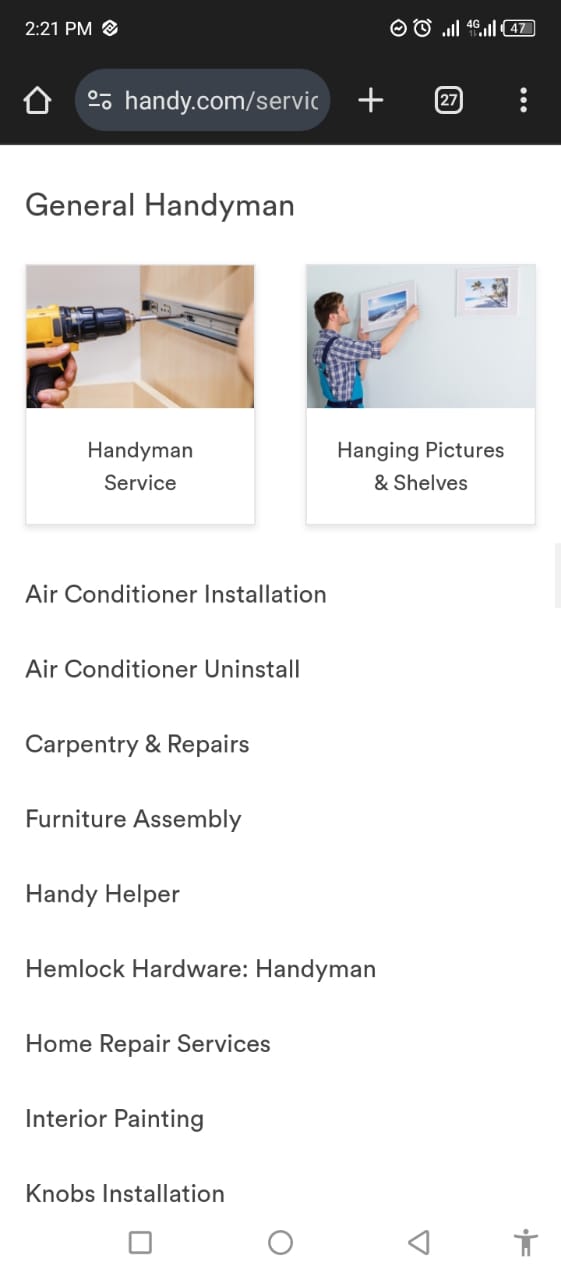 2:21 PM
4G
47
handy.com/servic
27
General Handyman
Handyman
Service
Hanging Pictures
& Shelves
Air Conditioner Installation
Air Conditioner Uninstall
Carpentry & Repairs
Furniture Assembly
Handy Helper
Hemlock Hardware: Handyman
Home Repair Services
Interior Painting
Knobs Installation